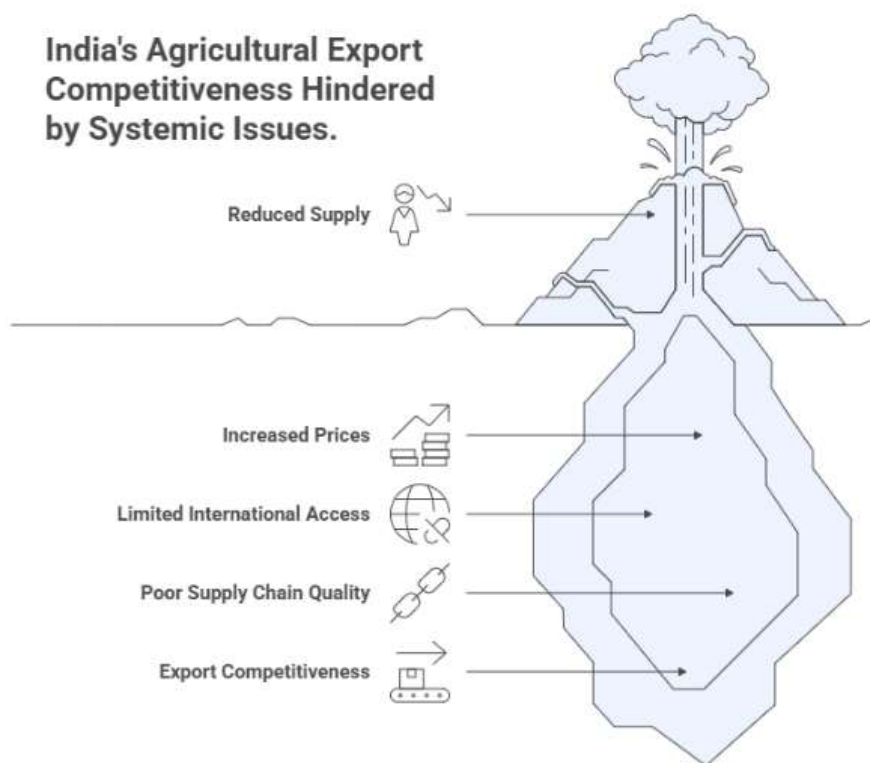 India's Agricultural Export
Competitiveness Hindered
by Systemic Issues.
Reduced Supply
Increased Prices
Limited International Access
Poor Supply Chain Quality
Export Competitiveness